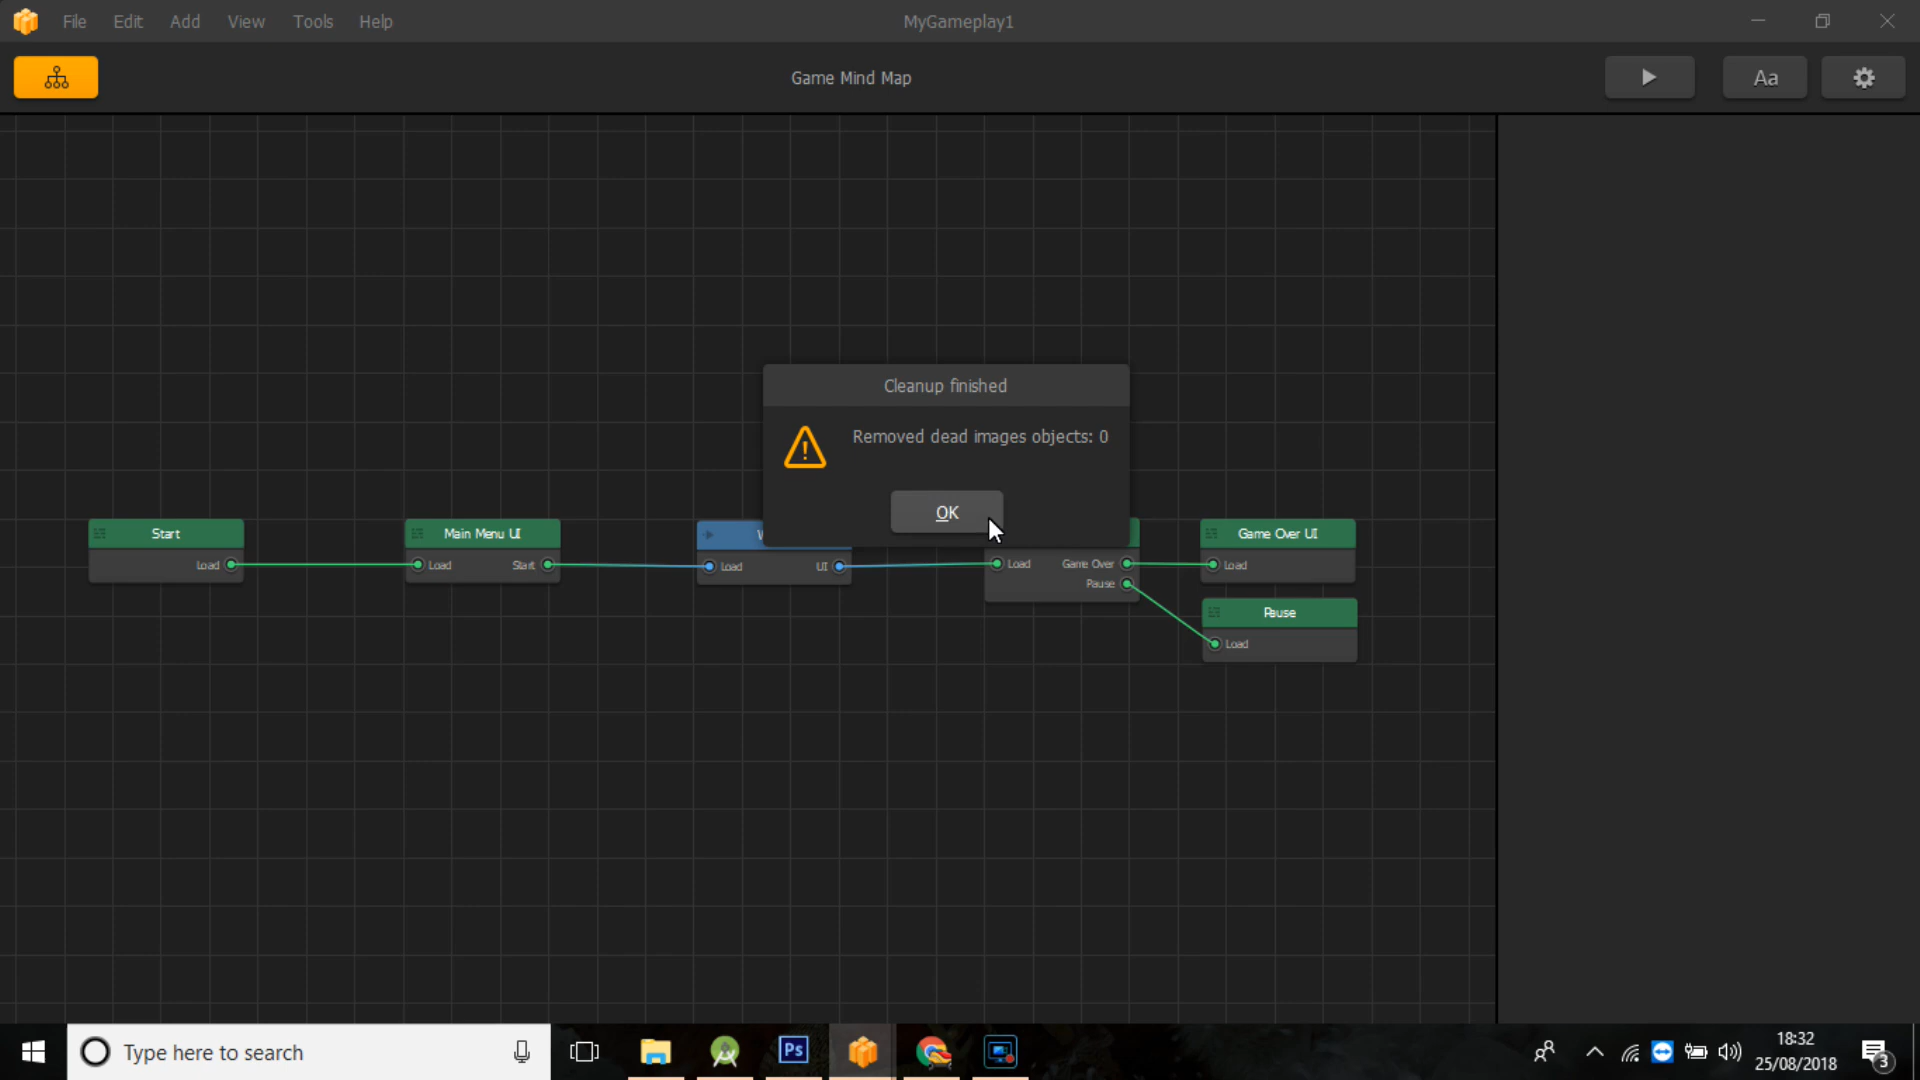 File Edit Add View Tools Help
MyGameplay1
Game Mind Map
Aa
Cleanup finished
Removed dead images objects: 0
OK
Start
Load
Main Menu UI
Load Start
Load UI
Load Game Over
Pause
Game Over UI
Load
Pause
Load
Type here to search
Ps
18:32
25/08/2018
3